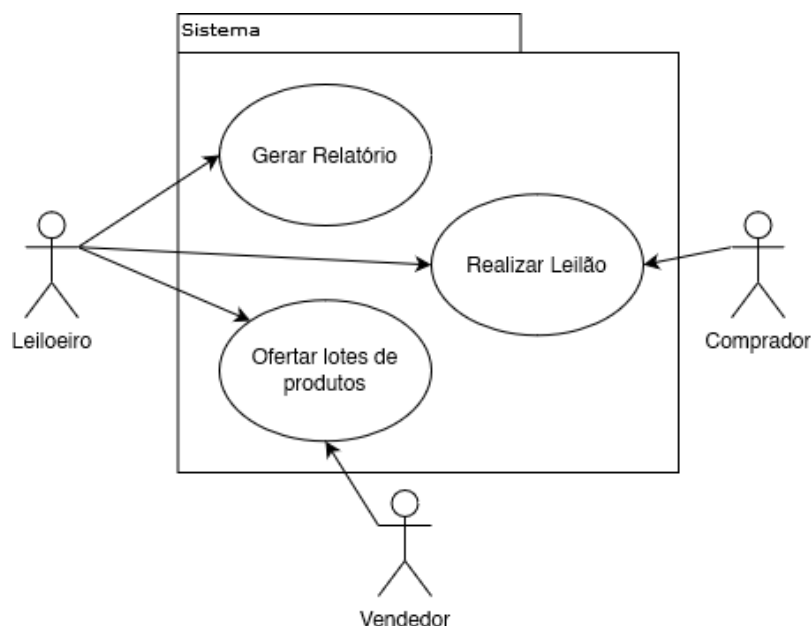 Sistema
Gerar Relatório
Realizar Leilão
Leiloeiro
Comprador
Ofertar lotes de
produtos
Vendedor